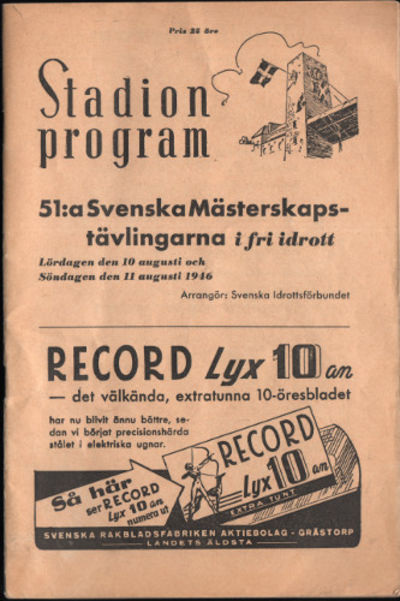 Pris 25 öre
Stadion
program
51:a Svenska Mästerskaps-
tävlingarna i fri idrott
Lördagen den 10 augusti och
Söndagen den 11 augusti 1946
Arrangör: Svenska Idrottsförbundet
RECORD Lyx 10 an
— det välkända, extratunna 10-öresbladet
har nu blivit ännu bättre, se-
dan vi börjat precisionshärda
stålet i elektriska ugnar.
Så här
ser RECORD
Lyx 10 an
numera ut
RECORD
Lyx 10 an
EXTRA TUNT
SVENSKA RAKBLADSFABRIKEN AKTIEBOLAG - GRÄSTORP
LANDETS ÄLDSTA